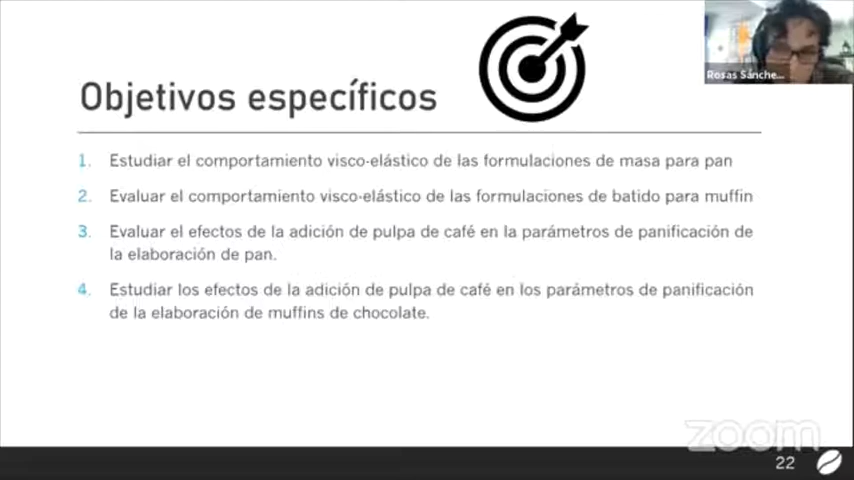 Objetivos específicos
Rosas Sánche...
1. Estudiar el comportamiento visco-elástico de las formulaciones de masa para pan
2. Evaluar el comportamiento visco-elástico de las formulaciones de batido para muffin
3. Evaluar el efectos de la adición de pulpa de café en la parámetros de panificación de
la elaboración de pan.
4. Estudiar los efectos de la adición de pulpa de café en los parámetros de panificación
de la elaboración de muffins de chocolate.
zoom
22